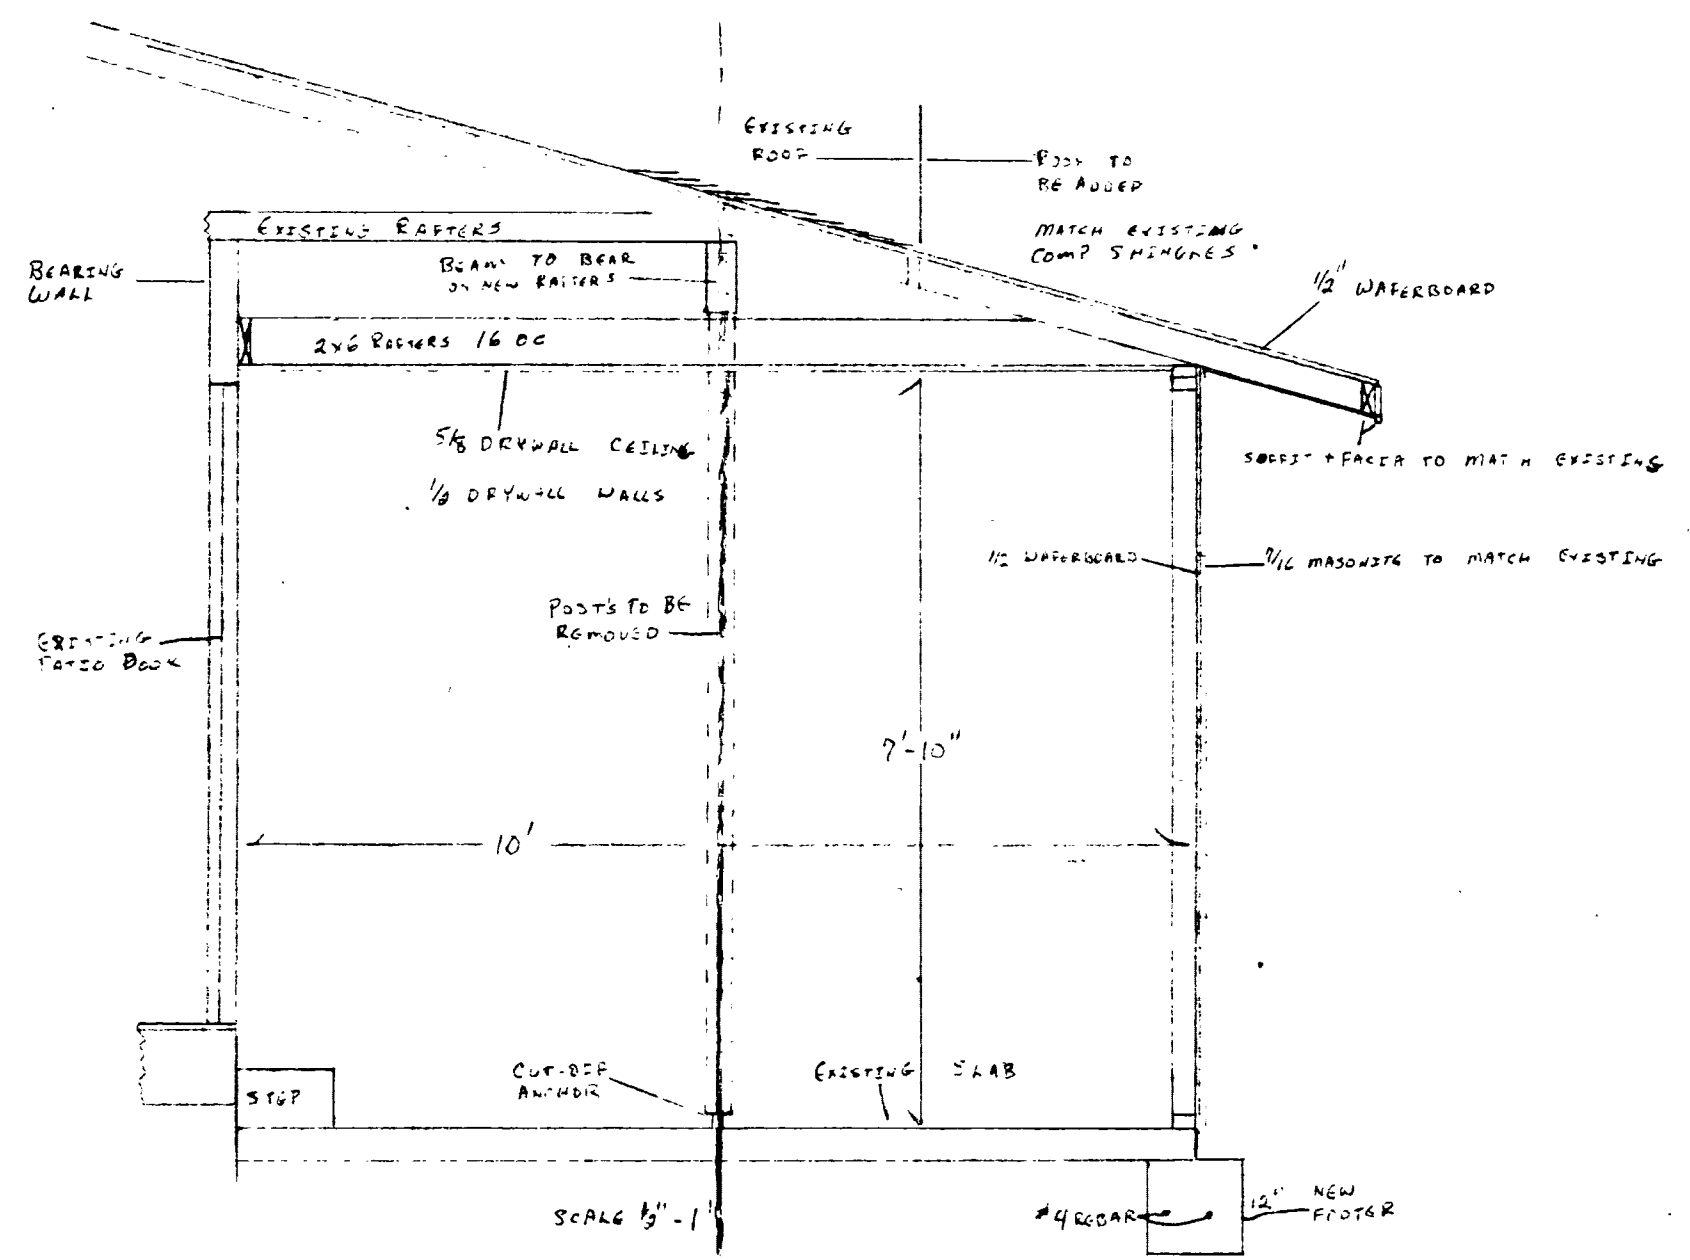 EXISTING
ROOF
ROOF TO
BE ADDED
MATCH EXISTING
COMP SHINGLES
1/2" WAFERBOARD
EXISTING RAFTERS
BEAM TO BEAR
ON NEW RAFTERS
BEARING
WALL
2x6 RAFTERS 16 OC
5/8 DRYWALL CEILING
1/2 DRYWALL WALLS
SOFFIT + FACIA TO MATCH EXISTING
1/2 WAFERBOARD
7/16 MASONITE TO MATCH EXISTING
POST'S TO BE
REMOVED
EXISTING
PATIO DOOR
7'-10"
10'
CUT-OFF
ANCHOR
EXISTING SLAB
STEP
SCALE 1/2" - 1'
#4 REBAR
12"
NEW
FOOTER